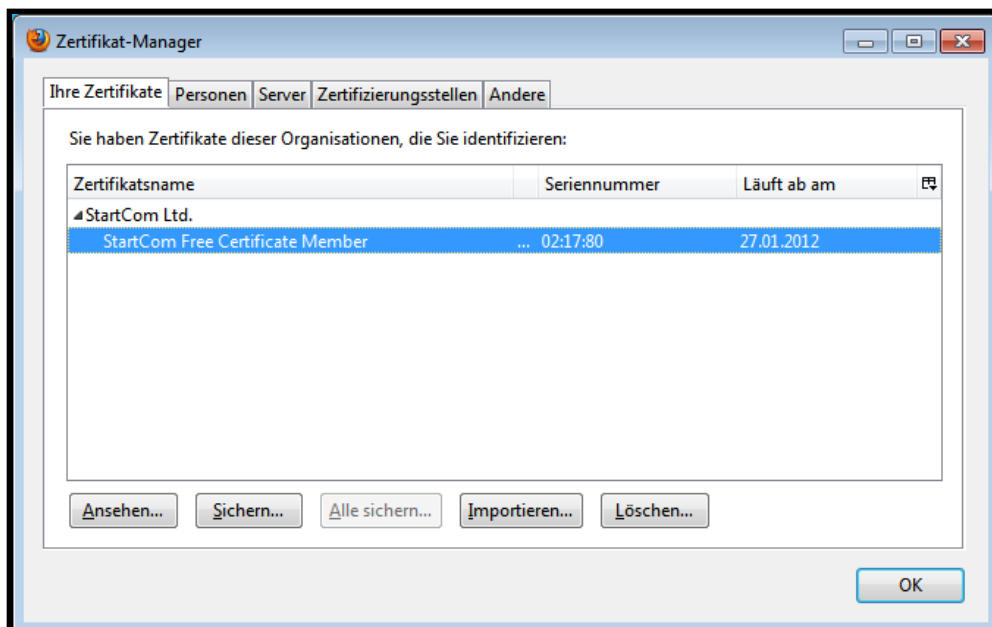 Zertifikat-Manager
Ihre Zertifikate Personen Server Zertifizierungsstellen Andere
Sie haben Zertifikate dieser Organisationen, die Sie identifizieren:
Zertifikatsname Seriennummer Läuft ab am
StartCom Ltd.
StartCom Free Certificate Member ... 02:17:80 27.01.2012
Ansehen... Sichern... Alle sichern... Importieren... Löschen...
OK